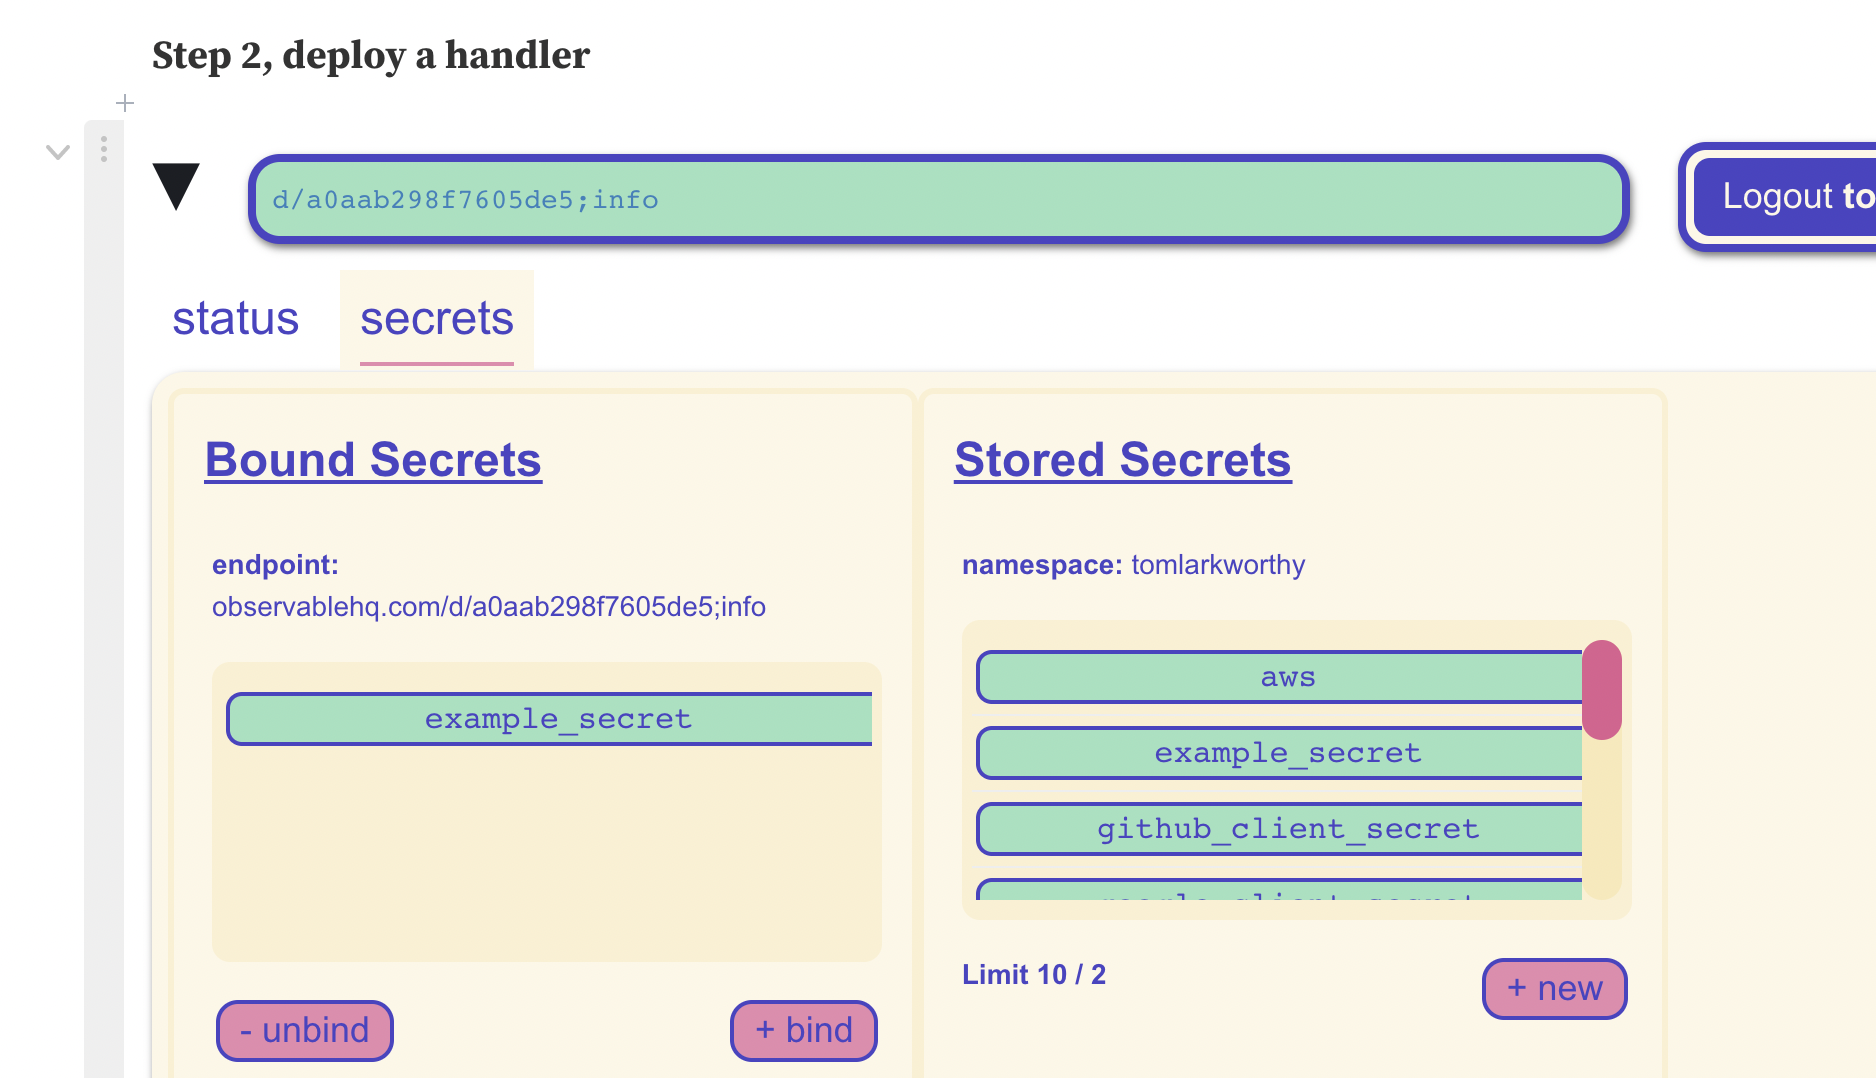 Step 2, deploy a handler
d/a0aab298f7605de5;info
Logout to
status
secrets
Bound Secrets
endpoint:
observablehq.com/d/a0aab298f7605de5;info
example_secret
- unbind
+ bind
Stored Secrets
namespace: tomlarkworthy
aws
example_secret
github_client_secret
Limit 10 / 2
+ new